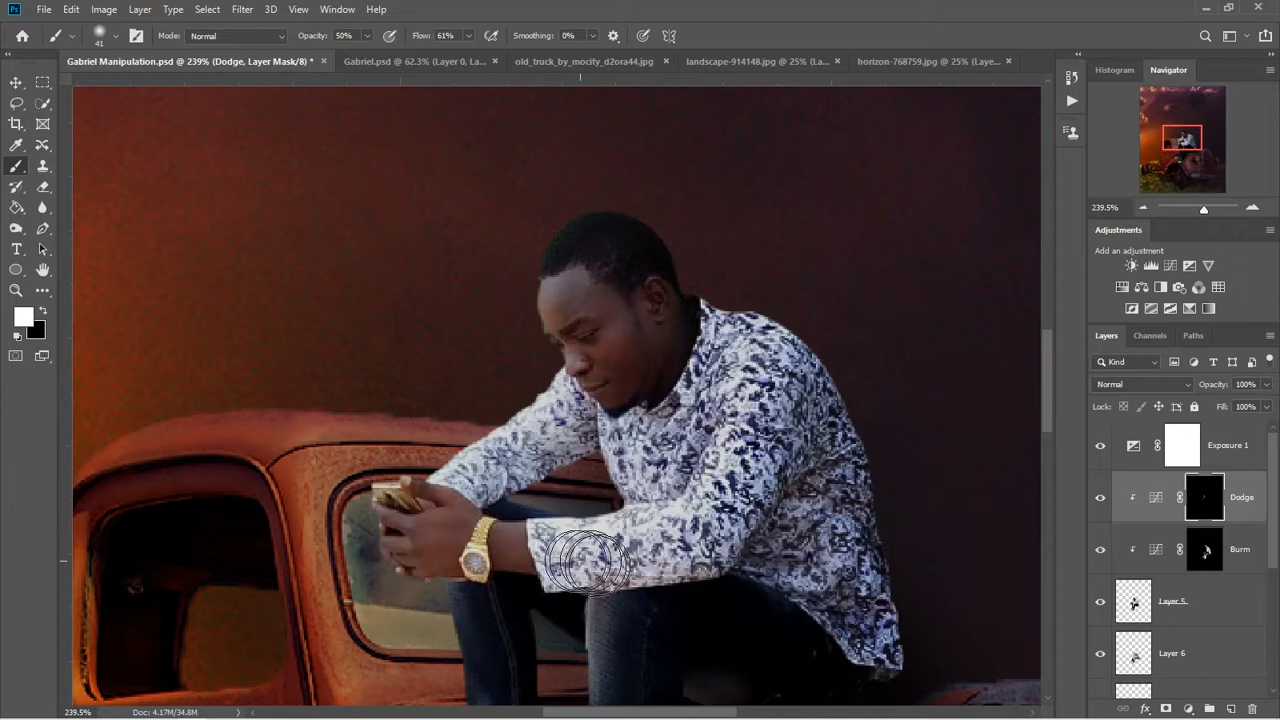 Ps File Edit Image Layer Type Select Filter 3D View Window Help
41 Mode: Normal Opacity: 50% Flow: 61% Smoothing: 0%
Gabriel Manipulation.psd @ 239% (Dodge, Layer Mask/8) * × Gabriel.psd @ 62.3% (Layer 0, L... × old_truck_by_mocity_d2ora44.jpg × landscape-914148.jpg @ 25% (La... × horizon-768759.jpg @ 25% (Laye... ×
Histogram Navigator
239.5%
Adjustments
Add an adjustment
Layers Channels Paths
Kind
Normal Opacity: 100%
Lock: Fill: 100%
Exposure 1
Dodge
Burm
Layer 5
Layer 6
239.5% Doc: 4.17M/34.8M